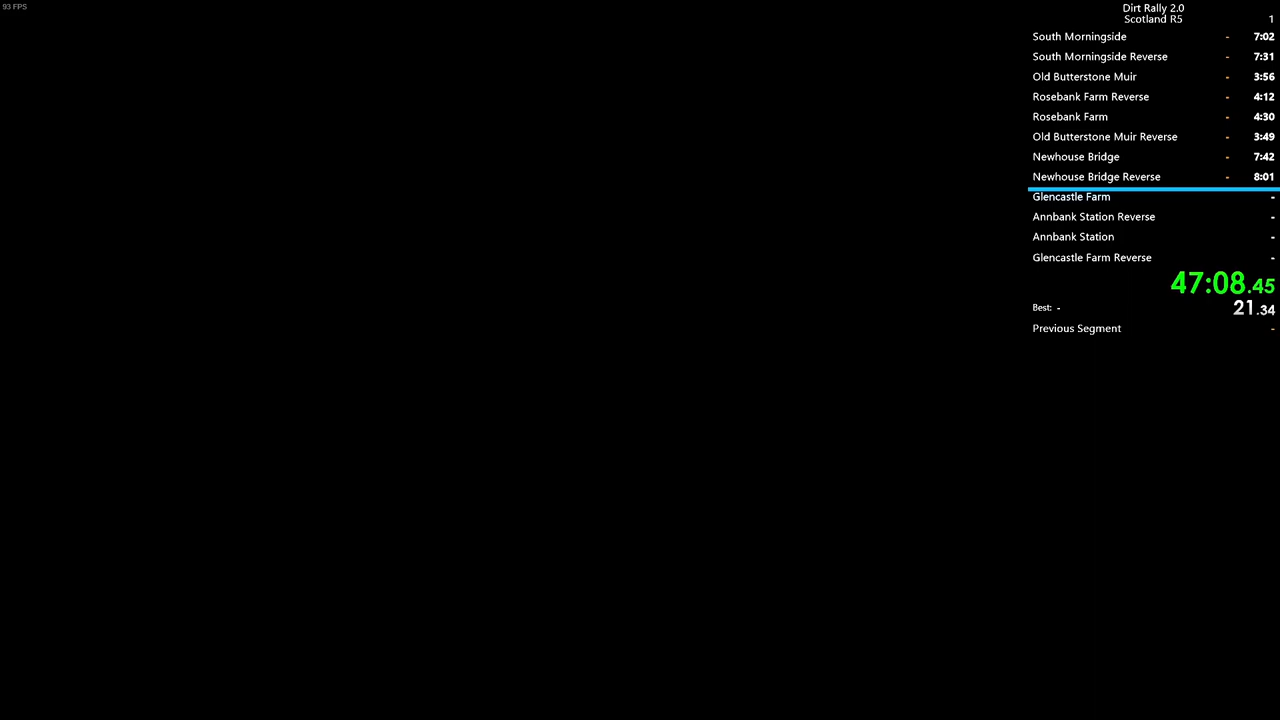 93 FPS
Dirt Rally 2.0
Scotland R5 1
South Morningside - 7:02
South Morningside Reverse - 7:31
Old Butterstone Muir - 3:56
Rosebank Farm Reverse - 4:12
Rosebank Farm - 4:30
Old Butterstone Muir Reverse - 3:49
Newhouse Bridge - 7:42
Newhouse Bridge Reverse - 8:01
Glencastle Farm -
Annbank Station Reverse -
Annbank Station -
Glencastle Farm Reverse -
47:08.45
Best: - 21.34
Previous Segment -